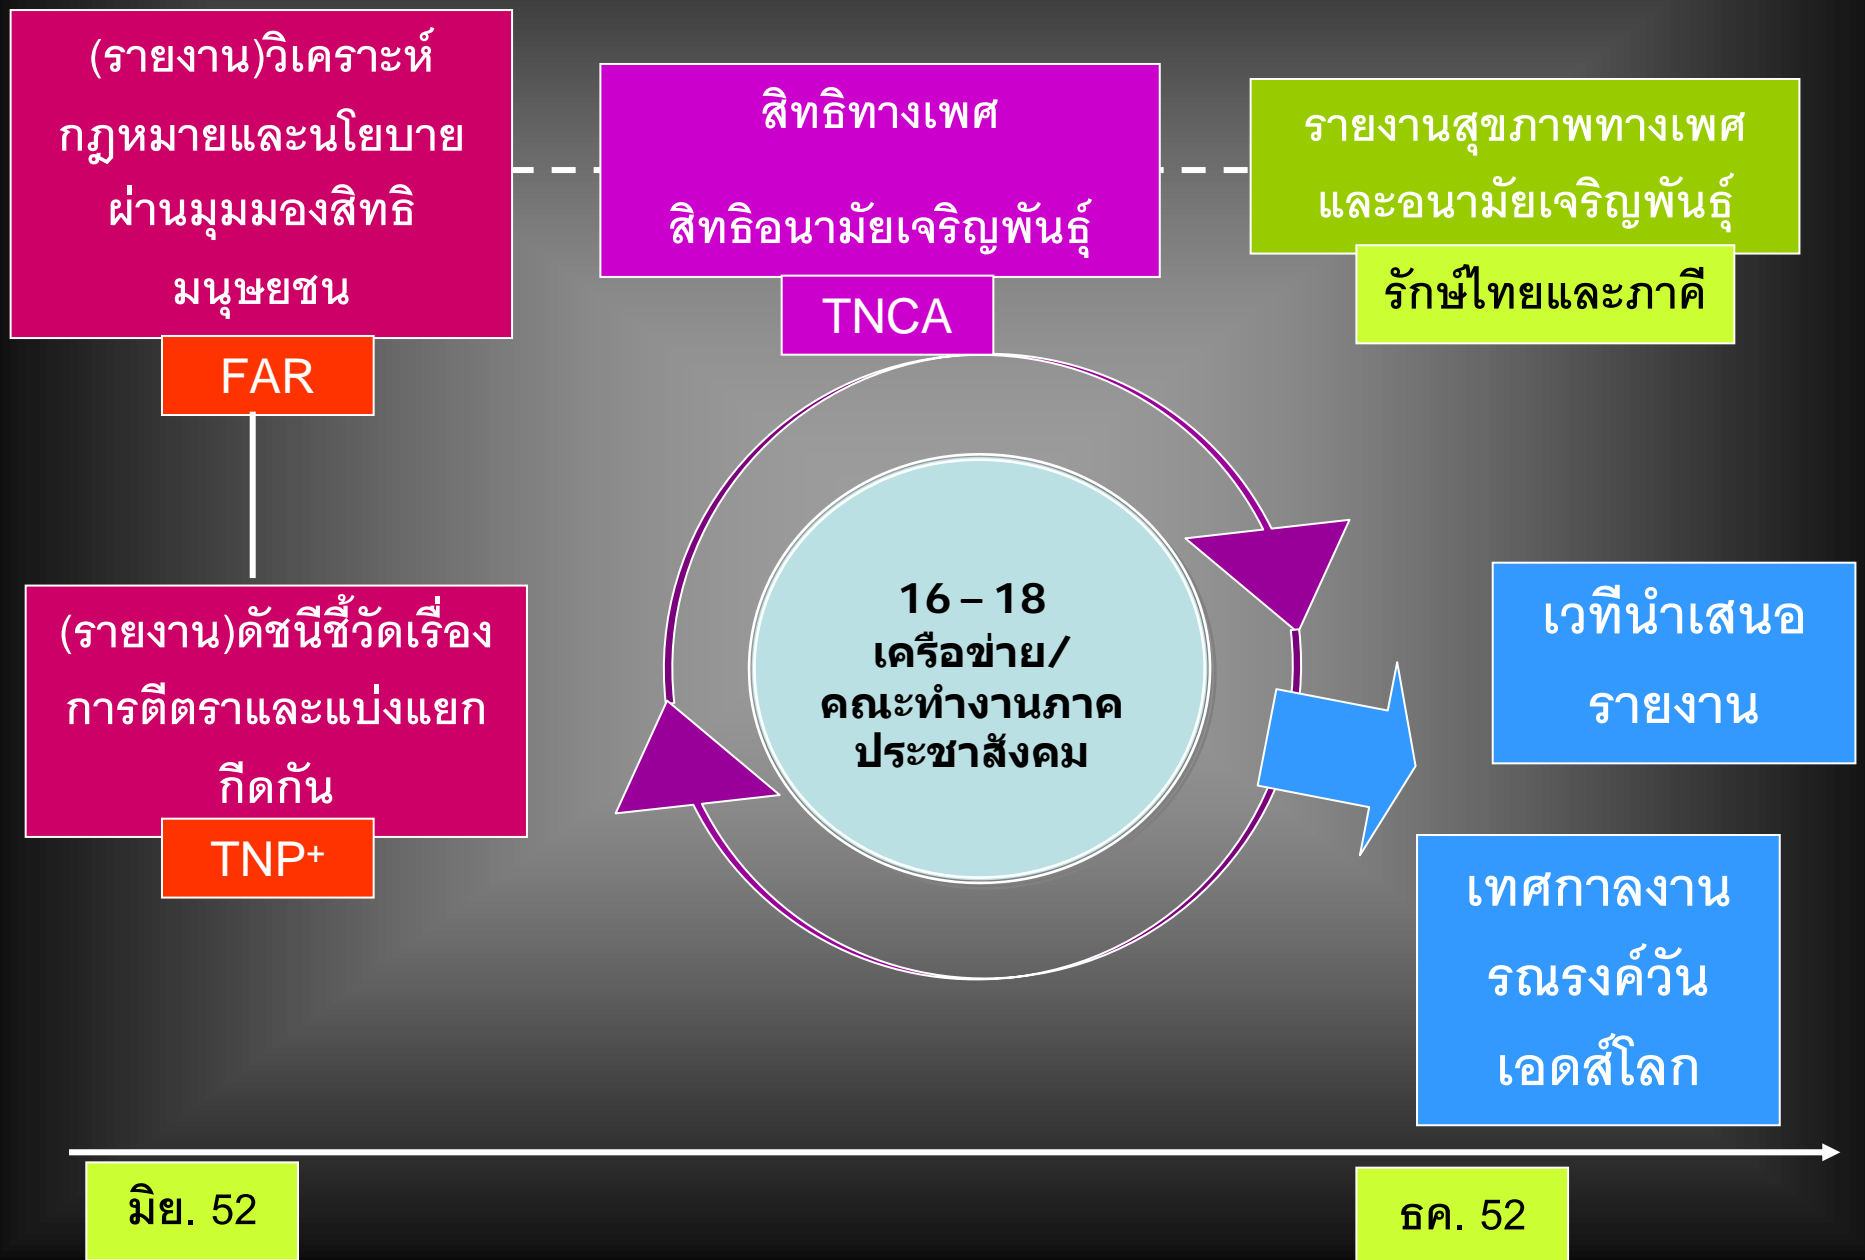 (รายงาน)วิเคราะห์
กฎหมายและนโยบาย
ผ่านมุมมองสิทธิ
มนุษยชน
FAR
สิทธิทางเพศ
สิทธิอนามัยเจริญพันธุ์
TNCA
รายงานสุขภาพทางเพศ
และอนามัยเจริญพันธุ์
รักษ์ไทยและภาคี
(รายงาน)ดัชนีชี้วัดเรื่อง
การตีตราและแบ่งแยก
กีดกัน
TNP+
16 – 18
เครือข่าย/
คณะทำงานภาค
ประชาสังคม
เวทีนำเสนอ
รายงาน
เทศกาลงาน
รณรงค์วัน
เอดส์โลก
มิย. 52
ธค. 52